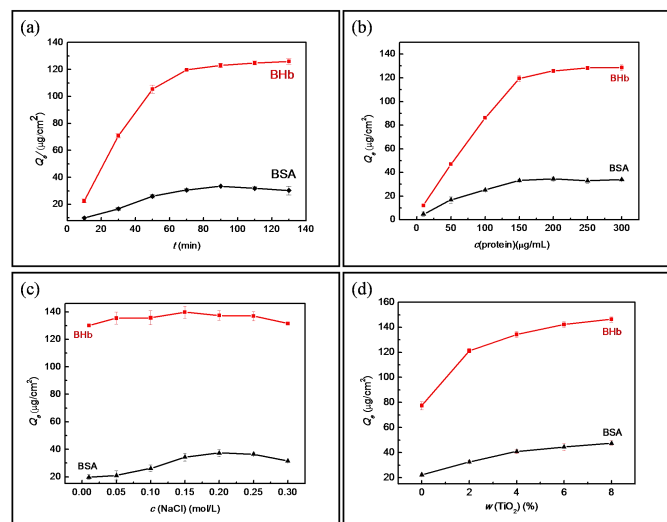 (a)
140
120
100
80
60
40
20
0
Qe/(μg/cm2)
BHb
BSA
0 20 40 60 80 100 120 140
t(min)
(b)
140
120
100
80
60
40
20
0
Qe (μg/cm2)
BHb
BSA
0 50 100 150 200 250 300
c(protein)(μg/mL)
(c)
140
120
100
80
60
40
20
Qe (μg/cm2)
BHb
BSA
0.01 0.05 0.10 0.15 0.20 0.25 0.30
c (NaCl) (mol/L)
(d)
160
140
120
100
80
60
40
20
Qe (μg/cm2)
BHb
BSA
0 2 4 6 8
w(TiO2) (%)